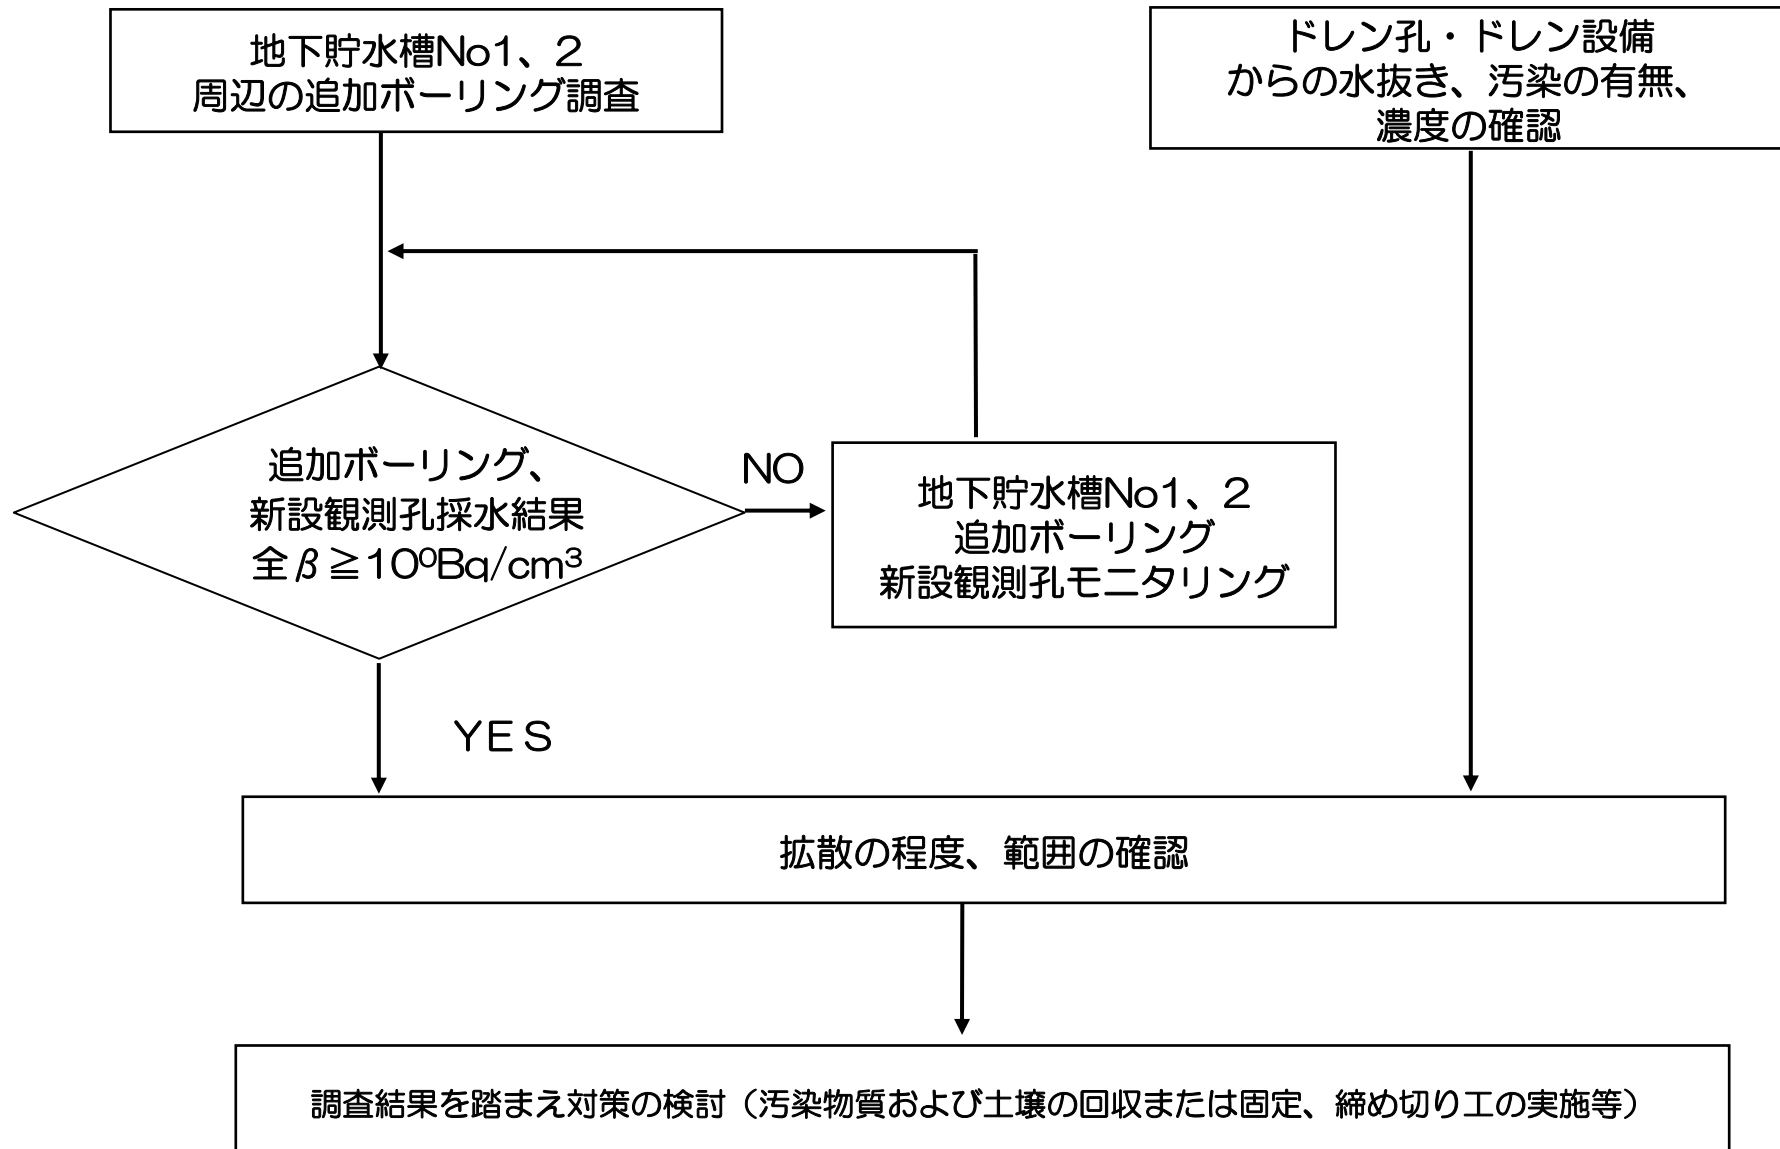 地下貯水槽No1、2
周辺の追加ボーリング調査
ドレン孔・ドレン設備
からの水抜き、汚染の有無、
濃度の確認
追加ボーリング、
新設観測孔採水結果
全β≧10⁰Bq/cm³
NO
地下貯水槽No1、2
追加ボーリング
新設観測孔モニタリング
YES
拡散の程度、範囲の確認
調査結果を踏まえ対策の検討（汚染物質および土壌の回収または固定、締め切り工の実施等）